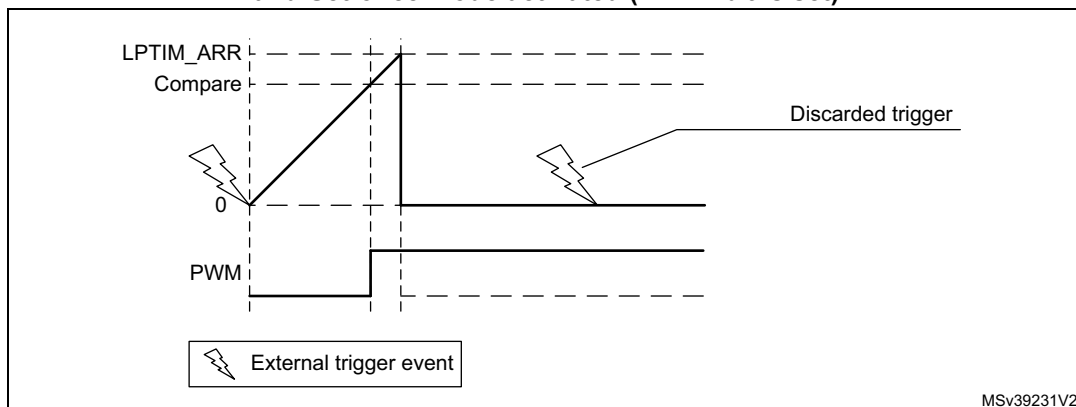 LPTIM_ARR
Compare
Discarded trigger
0
PWM
External trigger event
MSv39231V2